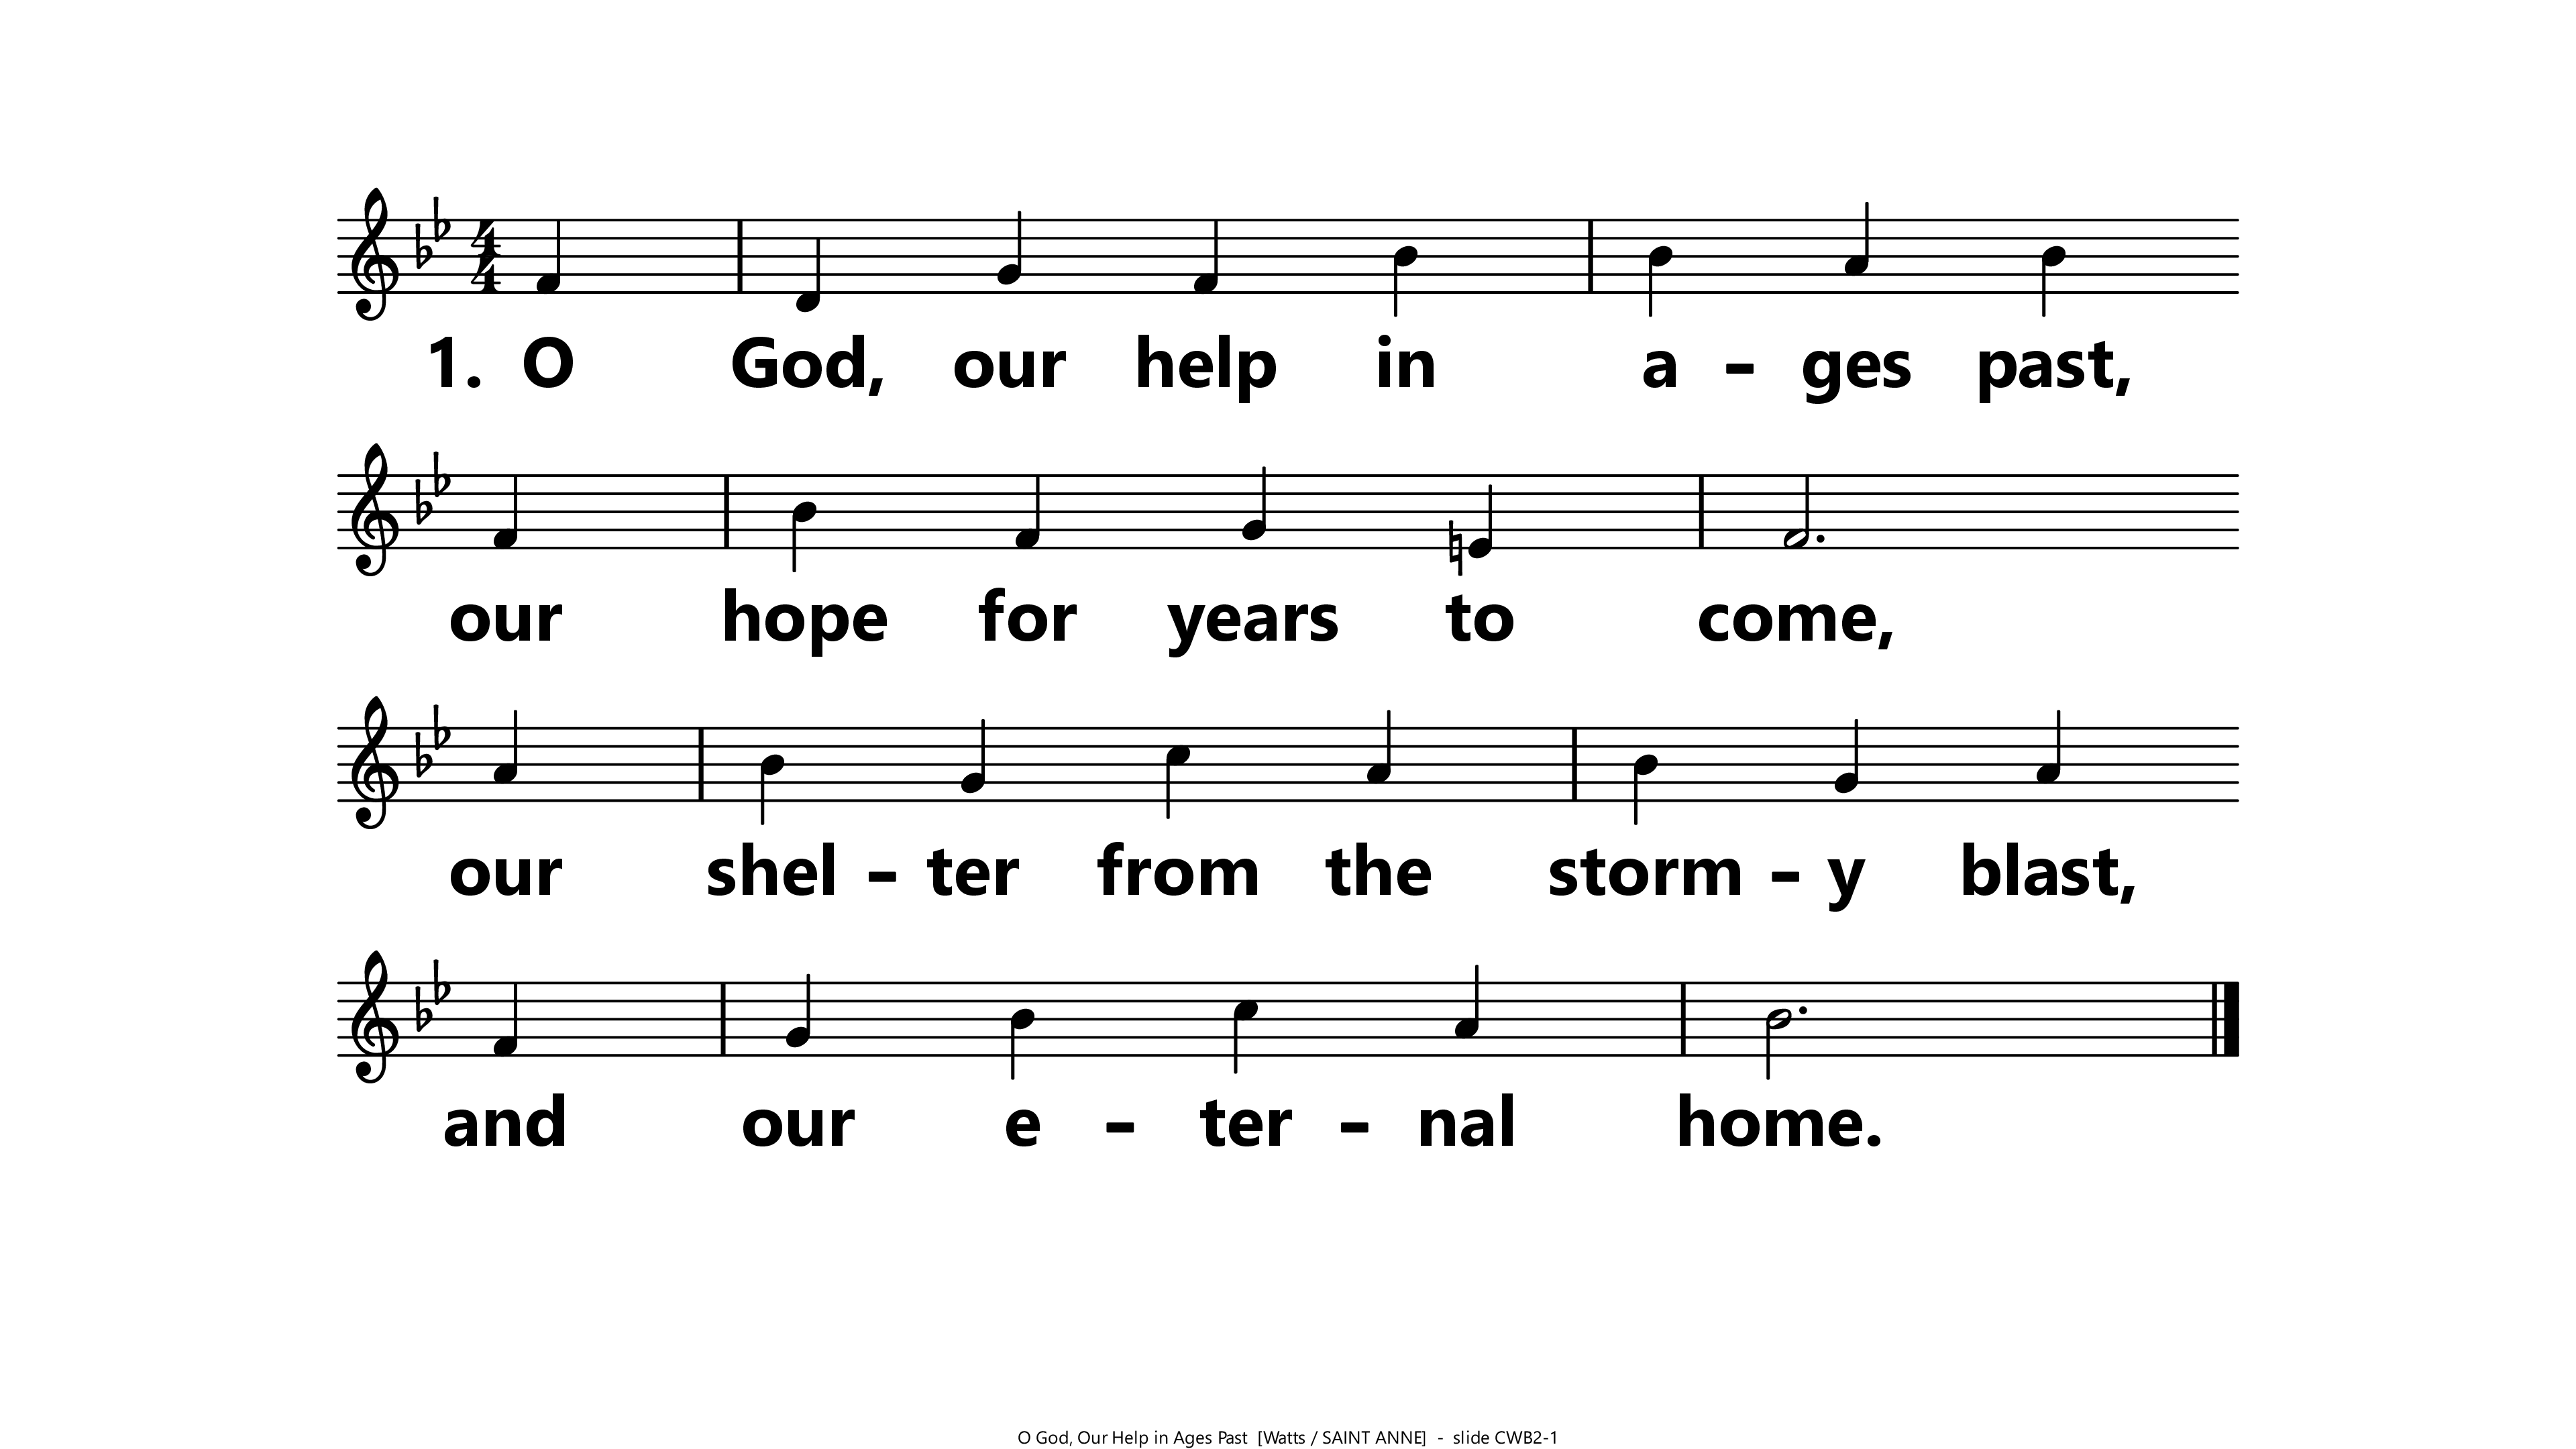 1. O God, our help in a - ges past,
our hope for years to come,
our shel - ter from the storm - y blast,
and our e - ter - nal home.
O God, Our Help in Ages Past [Watts / SAINT ANNE] - slide CWB2-1